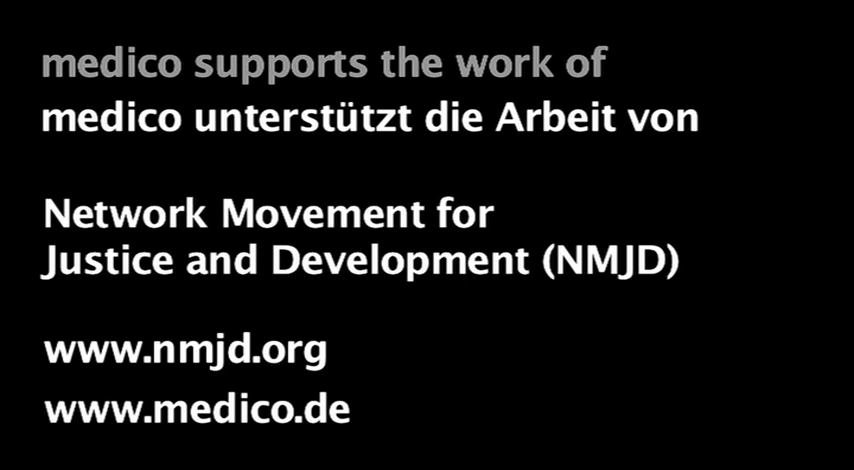 medico supports the work of
medico unterstützt die Arbeit von
Network Movement for
Justice and Development (NMJD)
www.nmjd.org
www.medico.de